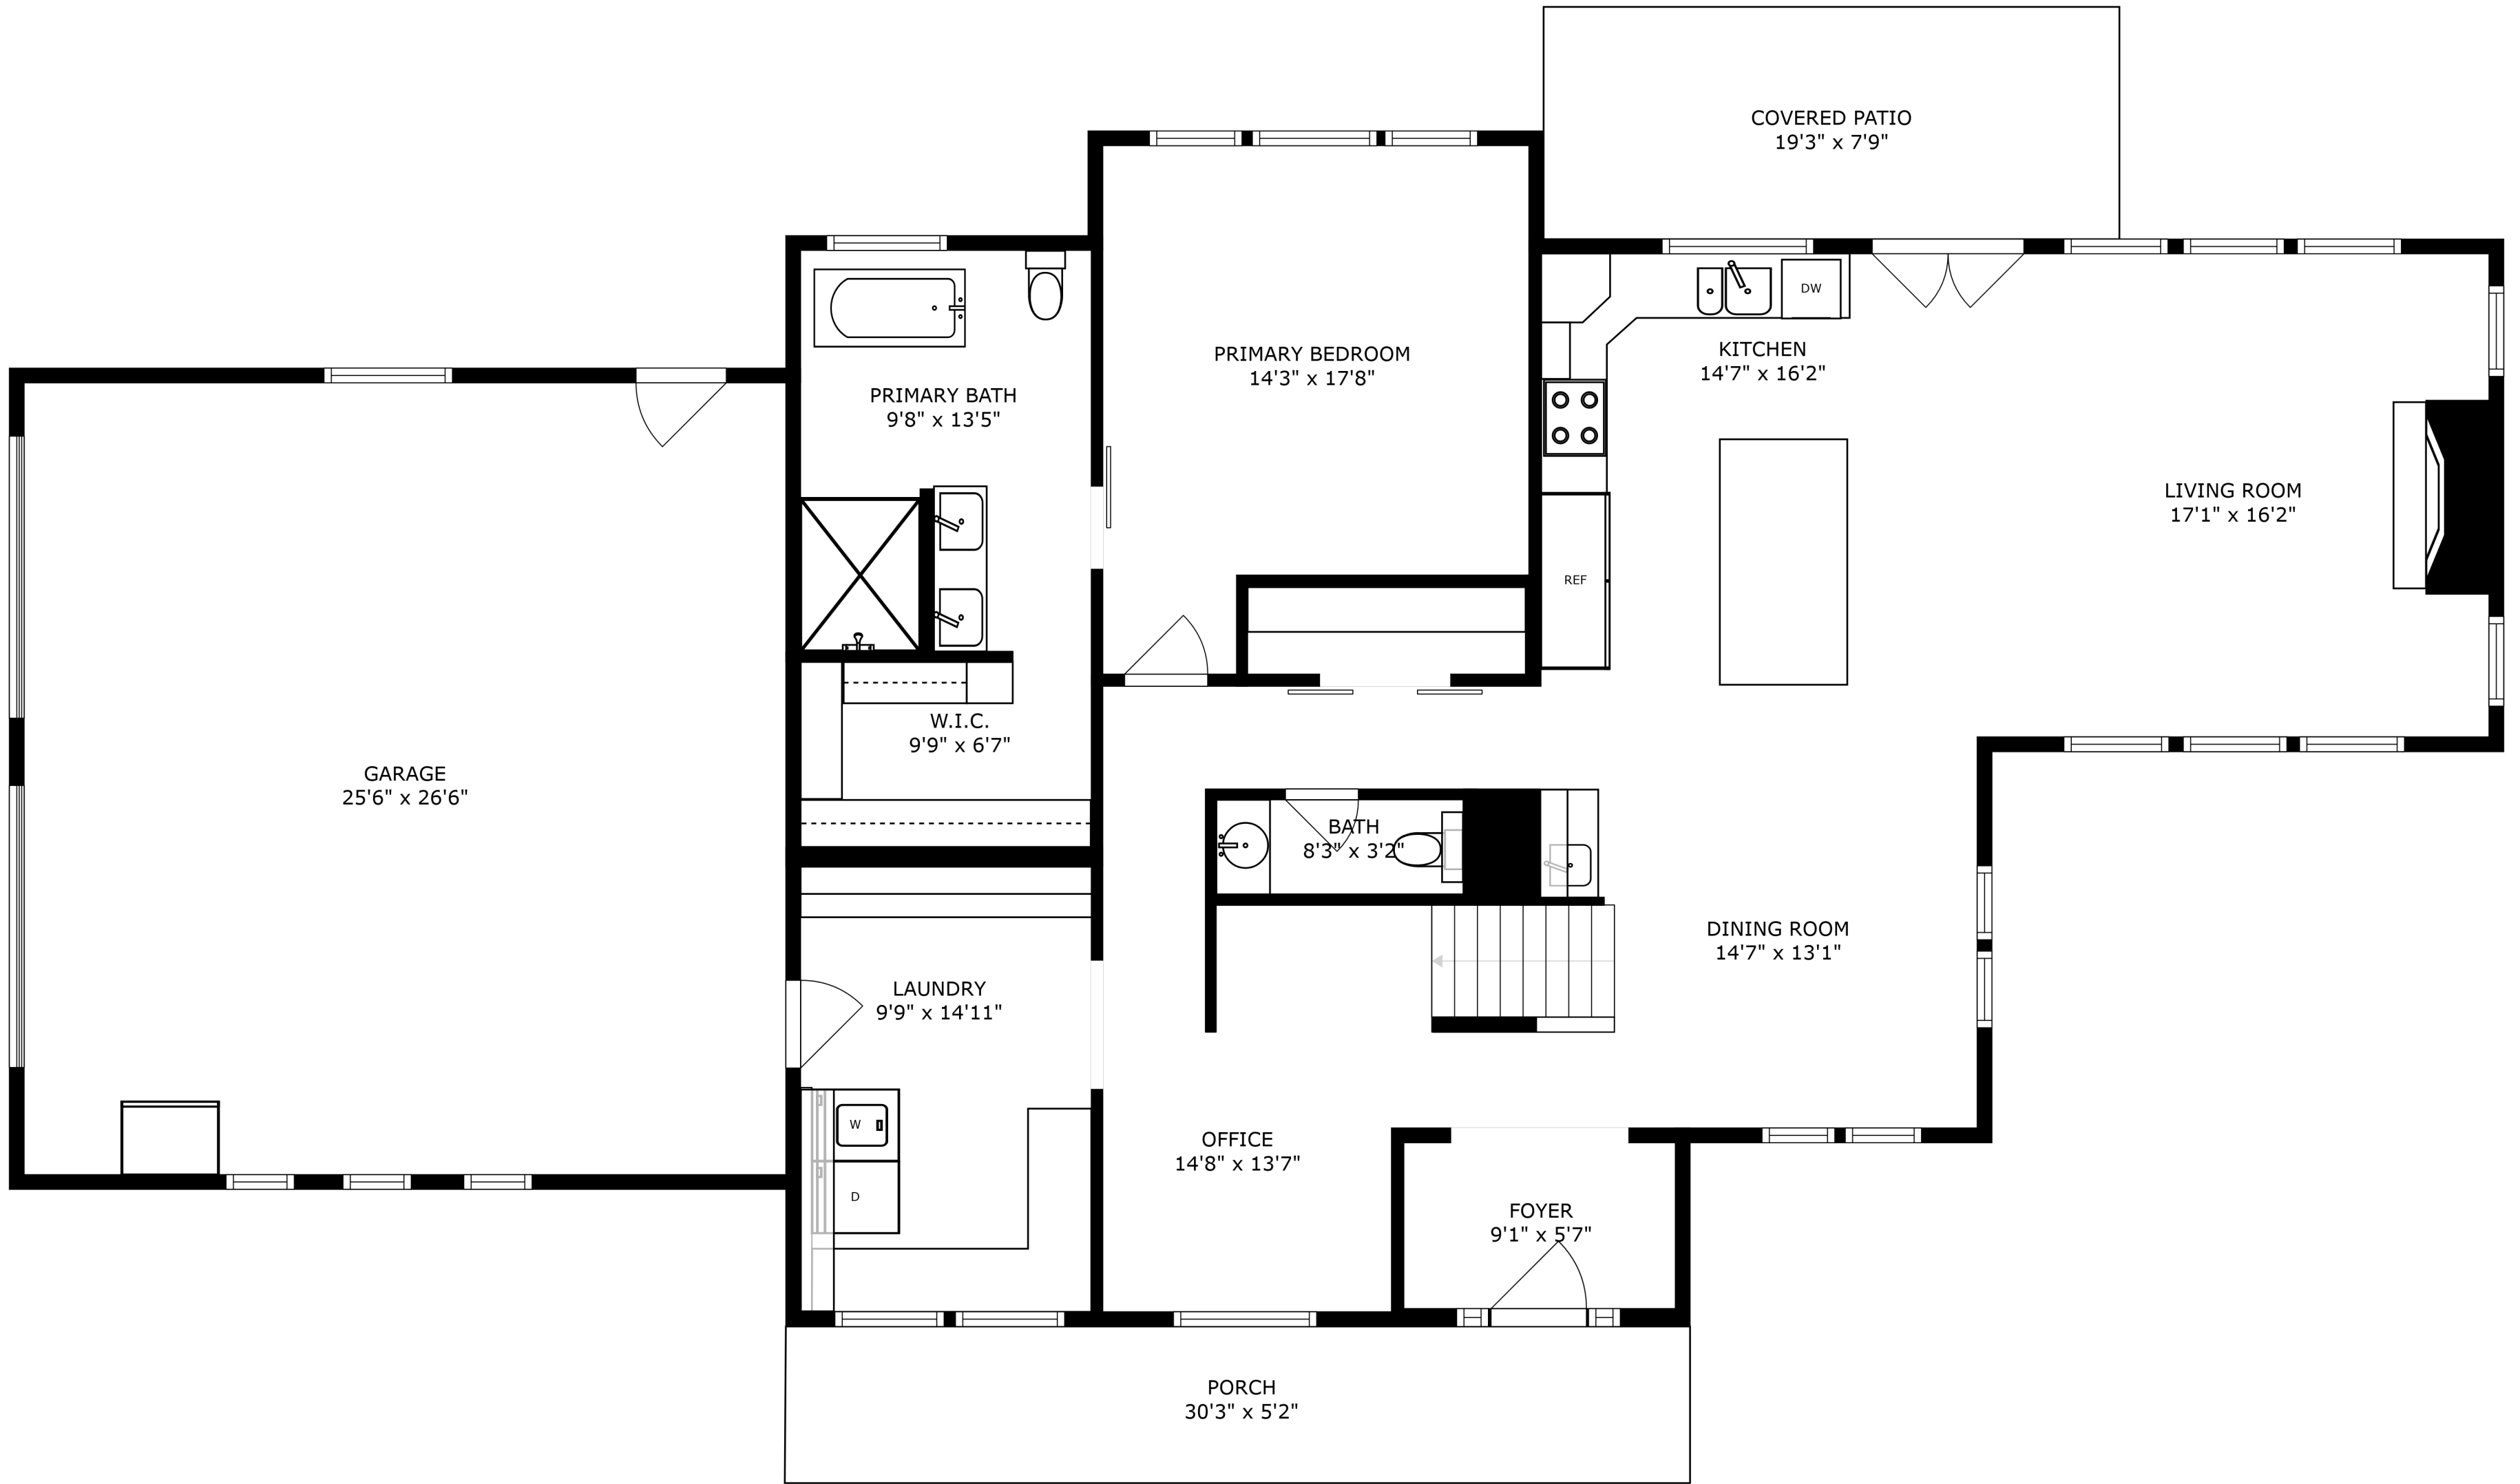 COVERED PATIO
19'3" x 7'9"
DW
PRIMARY BEDROOM
14'3" x 17'8"
KITCHEN
14'7" x 16'2"
PRIMARY BATH
9'8" x 13'5"
LIVING ROOM
17'1" x 16'2"
REF
W.I.C.
9'9" x 6'7"
GARAGE
25'6" x 26'6"
BATH
8'3" x 3'2"
DINING ROOM
14'7" x 13'1"
LAUNDRY
9'9" x 14'11"
W
OFFICE
14'8" x 13'7"
D
FOYER
9'1" x 5'7"
PORCH
30'3" x 5'2"